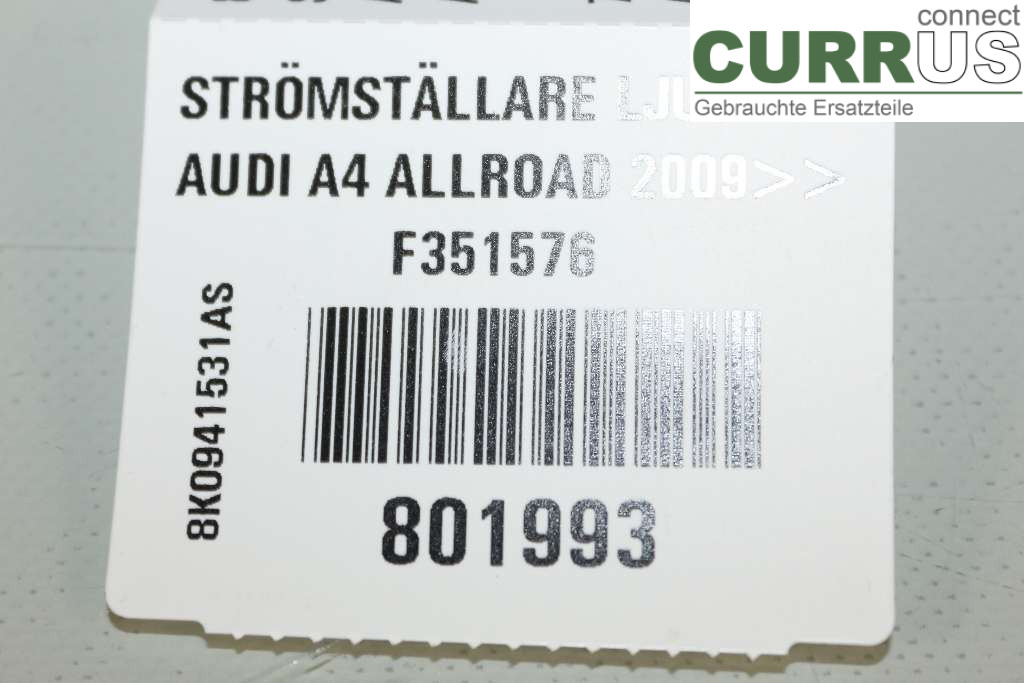 connect
CURRUS
Gebrauchte Ersatzteile
STRÖMSTÄLLARE
AUDI A4 ALLROAD 2009>>
F351576
8K0941531AS
801993